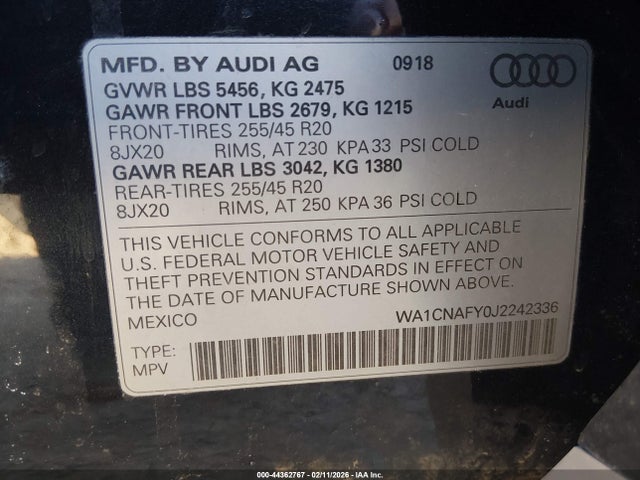 MFD. BY AUDI AG 0918
GVWR LBS 5456, KG 2475
GAWR FRONT LBS 2679, KG 1215
FRONT-TIRES 255/45 R20
8JX20 RIMS, AT 230 KPA 33 PSI COLD
GAWR REAR LBS 3042, KG 1380
REAR-TIRES 255/45 R20
8JX20 RIMS, AT 250 KPA 36 PSI COLD
Audi
THIS VEHICLE CONFORMS TO ALL APPLICABLE
U.S. FEDERAL MOTOR VEHICLE SAFETY AND
THEFT PREVENTION STANDARDS IN EFFECT ON
THE DATE OF MANUFACTURE SHOWN ABOVE.
MEXICO WA1CNAFY0J2242336
TYPE:
MPV
000-44362767 - 02/11/2026 - IAA Inc.